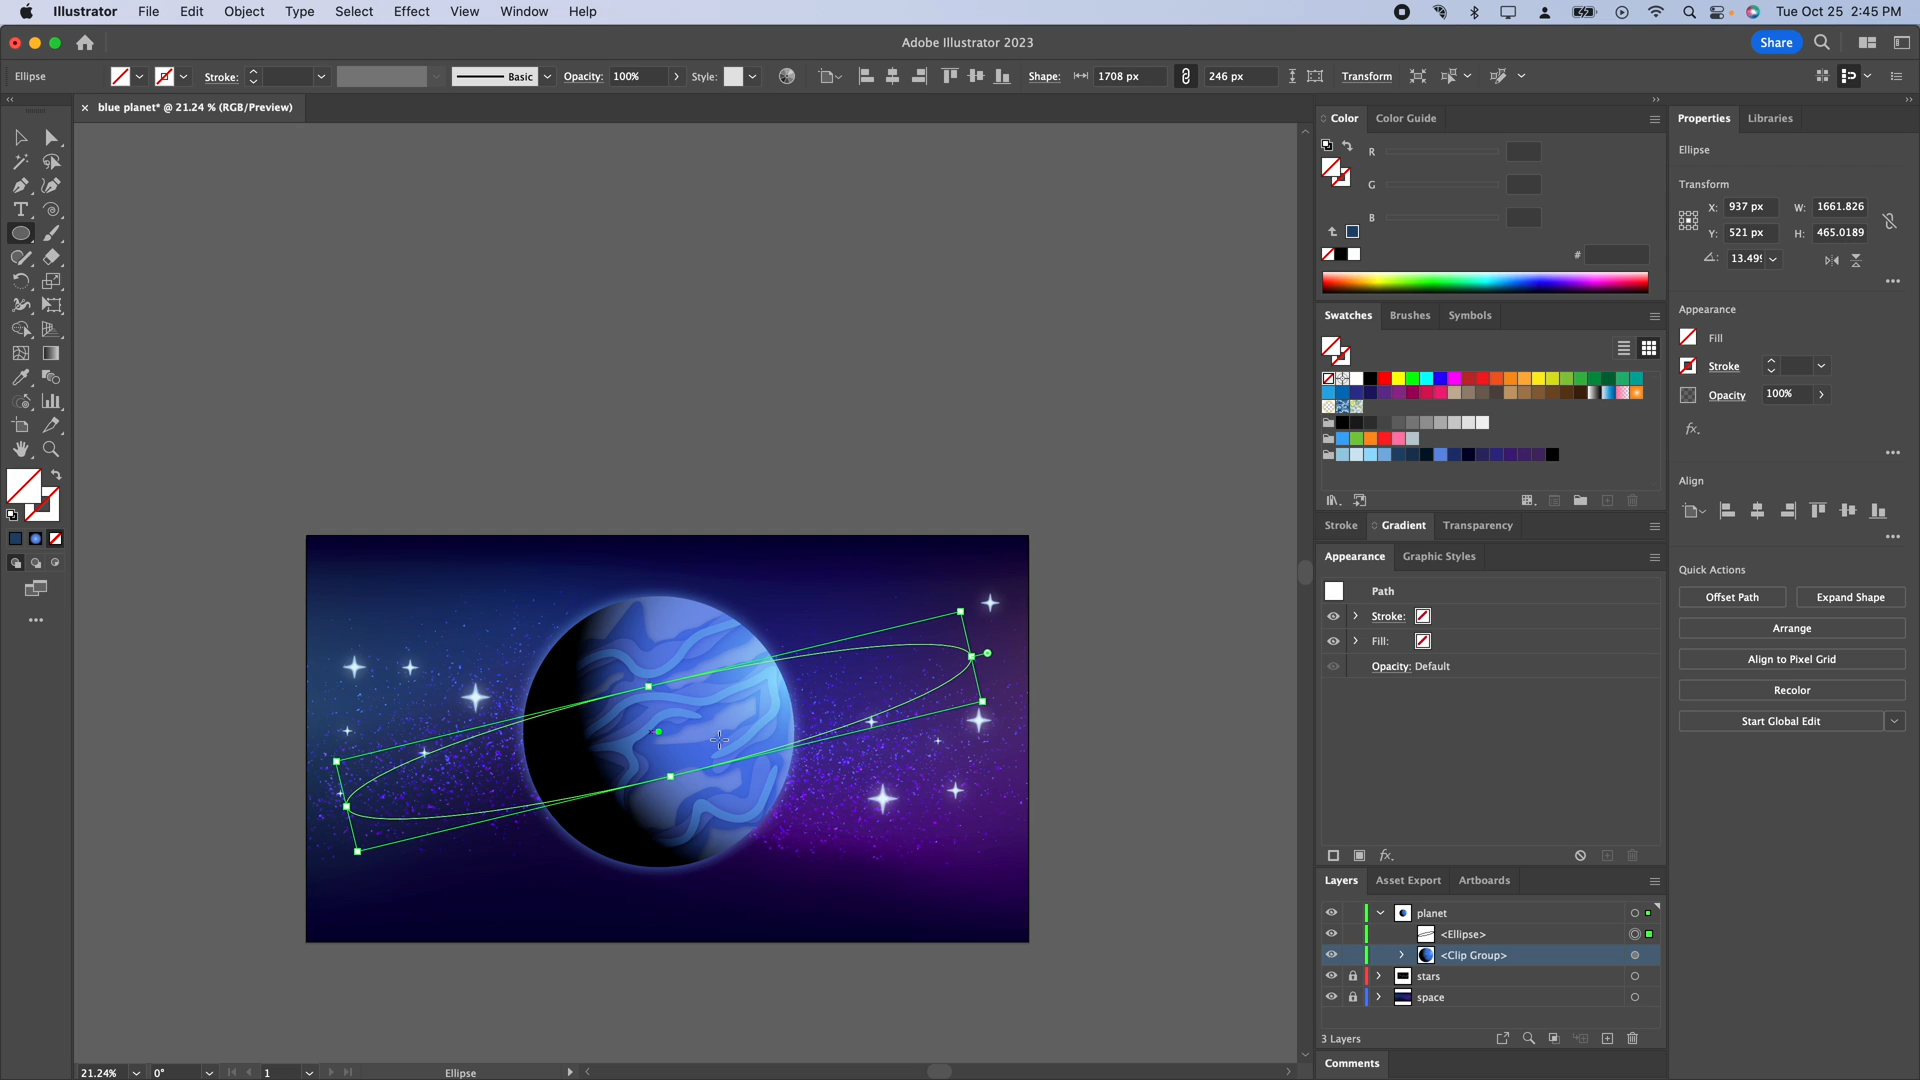 Illustrator File Edit Object Type Select Effect View Window Help Tue Oct 25 2:45 PM
Adobe Illustrator 2023 Share
Ellipse Stroke: Basic Opacity: 100% Style: Shape: 1708 px 246 px Transform
blue planet* @ 21.24 % (RGB/Preview)
Color Color Guide
R
G
B
#
Swatches Brushes Symbols
Stroke Gradient Transparency
Appearance Graphic Styles
Path
Stroke:
Fill:
Opacity: Default
Layers Asset Export Artboards
planet
<Ellipse>
<Clip Group>
stars
space
3 Layers
Comments
Properties Libraries
Ellipse
Transform
X: 937 px W: 1661.826
Y: 521 px H: 465.0189
13.49
Appearance
Fill
Stroke
Opacity 100%
fx.
Align
Quick Actions
Offset Path Expand Shape
Arrange
Align to Pixel Grid
Recolor
Start Global Edit
21.24% 0° 1 Ellipse